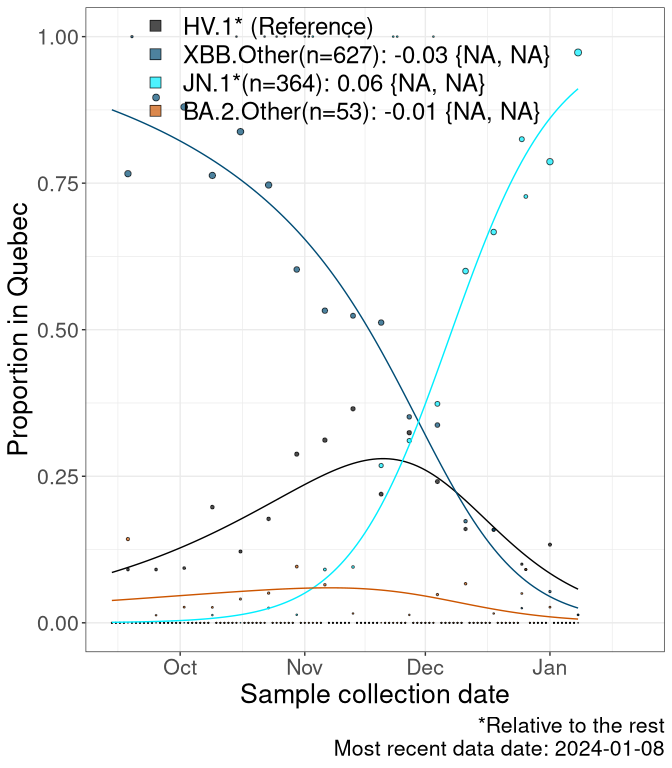 HV.1* (Reference)
XBB.Other(n=627): -0.03 {NA, NA}
JN.1*(n=364): 0.06 {NA, NA}
BA.2.Other(n=53): -0.01 {NA, NA}
1.00
0.75
0.50
0.25
0.00
Proportion in Quebec
Oct Nov Dec Jan
Sample collection date
*Relative to the rest
Most recent data date: 2024-01-08